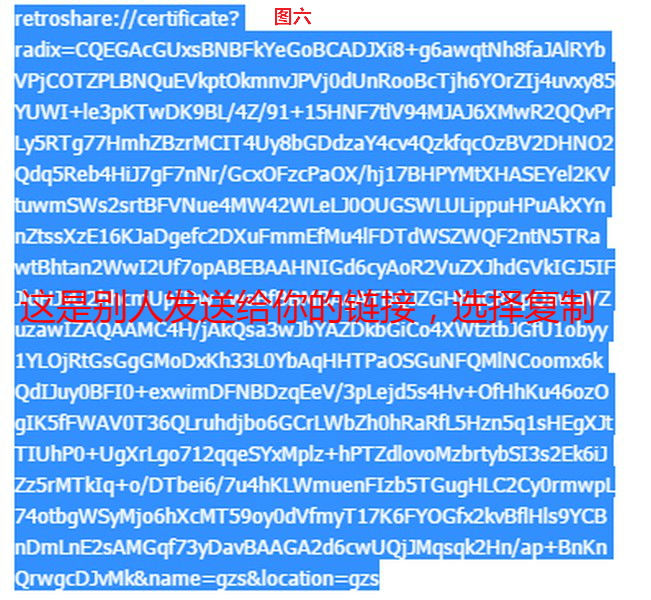 retroshare://certificate?
图六
radix=CQEGAcGUxsBNBFkYeGoBCADJXi8+g6awqtNh8faJAlRYb
VPjCOTZPLBNQuEVkptOkmnvJPVj0dUnRooBcTjh6YOrZIj4uvxy85
YUWI+le3pKTwDK9BL/4Z/91+15HNF7tlV94MJAJ6XMwR2QQvPr
Ly5RTg77HmhZBzrMCIT4Uy8bGDdzaY4cv4QzkfqcOzBV2DHNO2
Qdq5Reb4HiJ7gF7nNr/GcxOFzcPaOX/hj17BHPYMtXHASEYel2KV
tuwmSWs2srtBFVNue4MW42WLeLJ0OUGSWLULippuHPuAkXYn
nZtssXzE16KJaDgefc2DXuFmmEfMu4lFDTdWSZWQF2ntN5TRa
wtBhtan2WwI2Uf7opABEBAAHNIGd6cyAoR2VuZXJhdGVkIGJ5IF
这是别人发送给你的链接，选择复制
uzawIZAQAAMC4H/jAkQsa3wJbYAZDkbGiCo4XWtztbJGfU1obyy
1YLOjRtGsGgGMoDxKh33L0YbAqHHTPaOSGuNFQMlNCoomx6k
QdIJuy0BFI0+exwimDFNBDzqEeV/3pLejd5s4Hv+OfHhKu46ozO
gIK5fFWAV0T36QLruhdjbo6GCrLWbZh0hRaRfL5Hzn5q1sHEgXJt
TIUhP0+UgXrLgo712qqeSYxMplz+hPTZdlovoMzbrtybSI3s2Ek6iJ
Zz5rMTkIq+o/DTbei6/7u4hKLWmuenFIzb5TGugHLC2Cy0rmwpL
74otbgWSyMjo6hXcMT59oy0dVfmyT17K6FYOGfx2kvBflHls9YCB
nDmLnE2sAMGqf73yDavBAAGA2d6cwUQjJMqsqk2Hn/ap+BnKn
QrwgcDJvMk&name=gzs&location=gzs